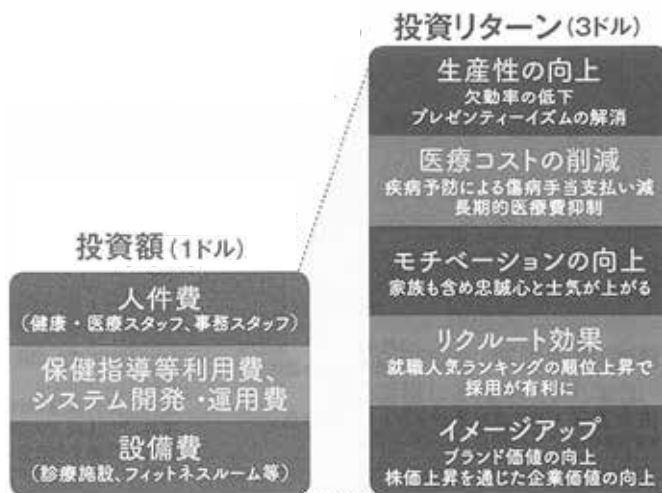 投資額(1ドル)
人件費
(健康・医療スタッフ、事務スタッフ)
保健指導等利用費、
システム開発・運用費
設備費
(診療施設、フィットネスルーム等)
投資リターン(3ドル)
生産性の向上
欠勤率の低下
プレゼンティーイズムの解消
医療コストの削減
疾病予防による傷病手当支払い減
長期的医療費抑制
モチベーションの向上
家族も含め忠誠心と士気が上がる
リクルート効果
就職人気ランキングの順位上昇で
採用が有利に
イメージアップ
ブランド価値の向上
株価上昇を通じた企業価値の向上